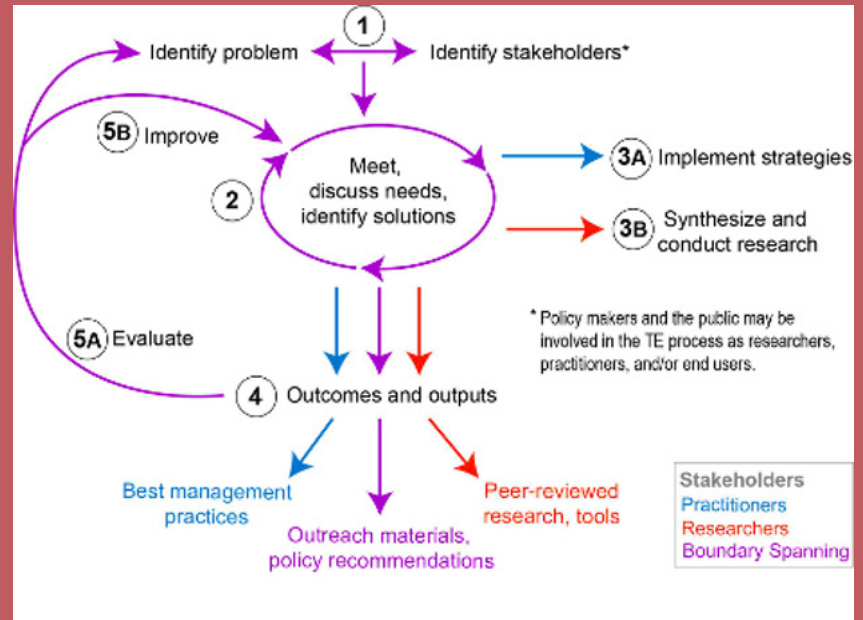 1
Identify problem
Identify stakeholders*
5B Improve
2
Meet,
discuss needs,
identify solutions
3A Implement strategies
3B Synthesize and
conduct research
* Policy makers and the public may be
involved in the TE process as researchers,
practitioners, and/or end users.
5A Evaluate
4 Outcomes and outputs
Best management
practices
Outreach materials,
policy recommendations
Peer-reviewed
research, tools
Stakeholders
Practitioners
Researchers
Boundary Spanning